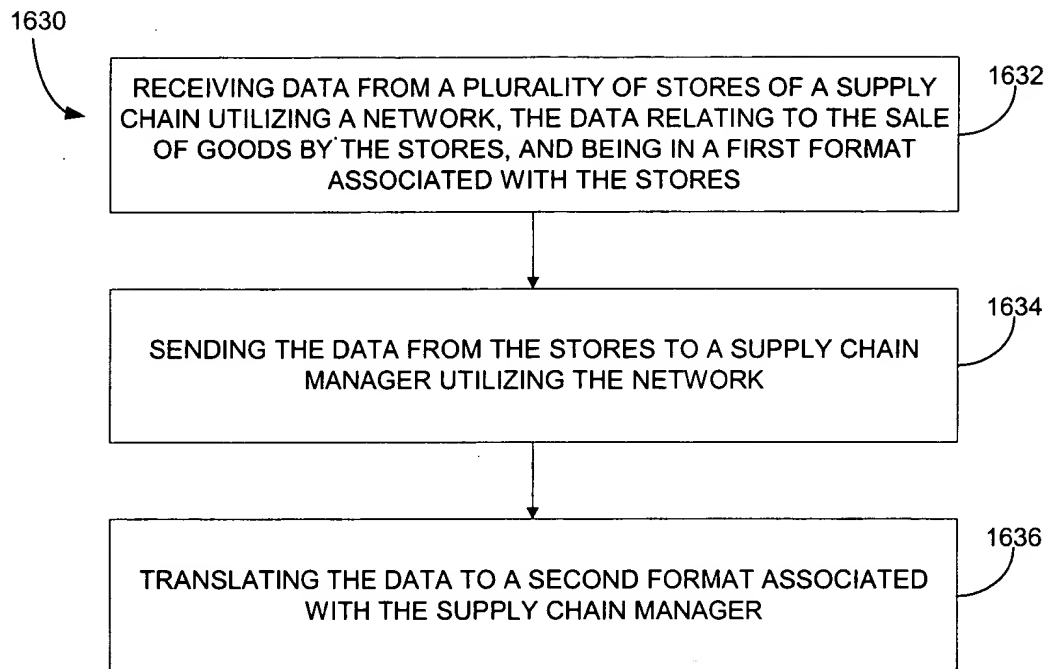 1630
RECEIVING DATA FROM A PLURALITY OF STORES OF A SUPPLY
CHAIN UTILIZING A NETWORK, THE DATA RELATING TO THE SALE
OF GOODS BY THE STORES, AND BEING IN A FIRST FORMAT
ASSOCIATED WITH THE STORES
1632
SENDING THE DATA FROM THE STORES TO A SUPPLY CHAIN
MANAGER UTILIZING THE NETWORK
1634
TRANSLATING THE DATA TO A SECOND FORMAT ASSOCIATED
WITH THE SUPPLY CHAIN MANAGER
1636